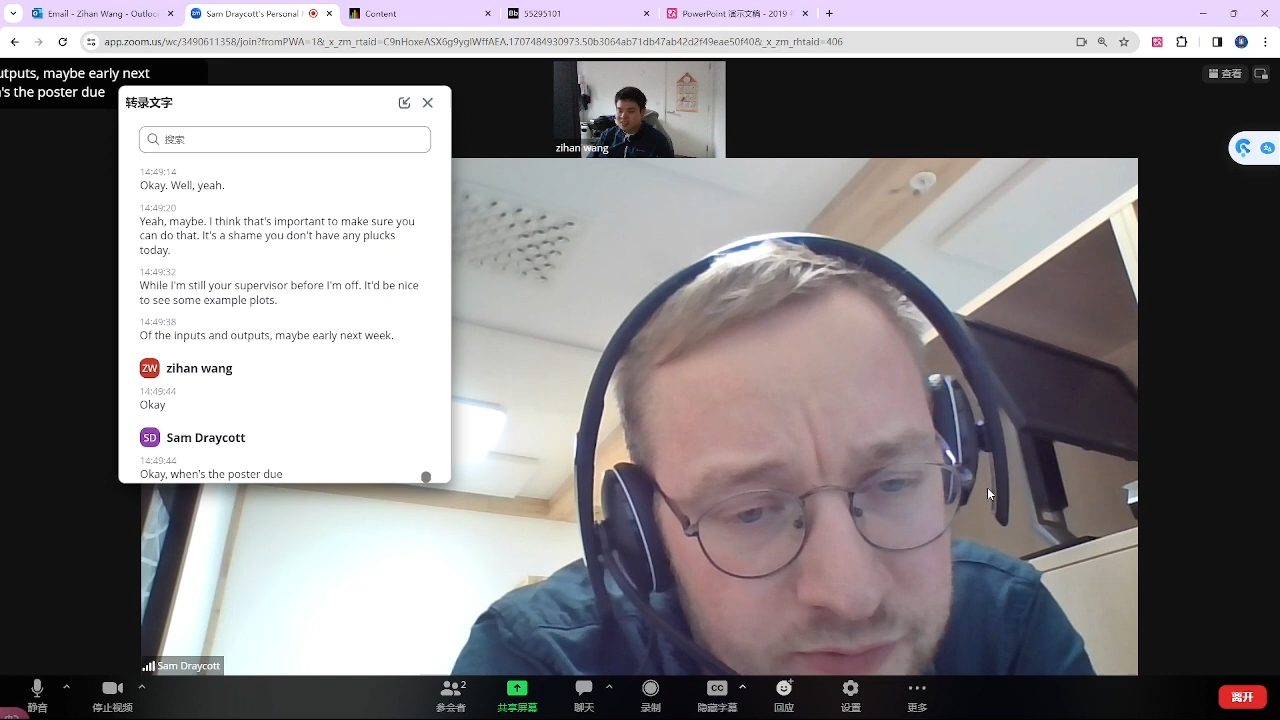 Email - Zihan Wang - Outloo
Sam Draycott's Personal
Content
Bb 55295101
PowerPoint 演示文稿 - 2019
app.zoom.us/wc/3490611358/join?fromPWA=1&_x_zm_rtaid=C9nHoxeASX6g9yglWffAEA.1707484930973.50b3064ab71db47ab42d2f49eae50f40&_x_zm_rhtaid=406
utputs, maybe early next
's the poster due
查看
转录文字
搜索
14:49:14
Okay. Well, yeah.
14:49:20
Yeah, maybe. I think that's important to make sure you
can do that. It's a shame you don't have any plucks
today.
14:49:32
While I'm still your supervisor before I'm off. It'd be nice
to see some example plots.
14:49:38
Of the inputs and outputs, maybe early next week.
ZW zihan wang
14:49:44
Okay
SD Sam Draycott
14:49:44
Okay, when's the poster due
zihan wang
Sam Draycott
静音
停止视频
2
参会者
共享屏幕
聊天
录制
CC
隐藏字幕
回应
设置
更多
离开